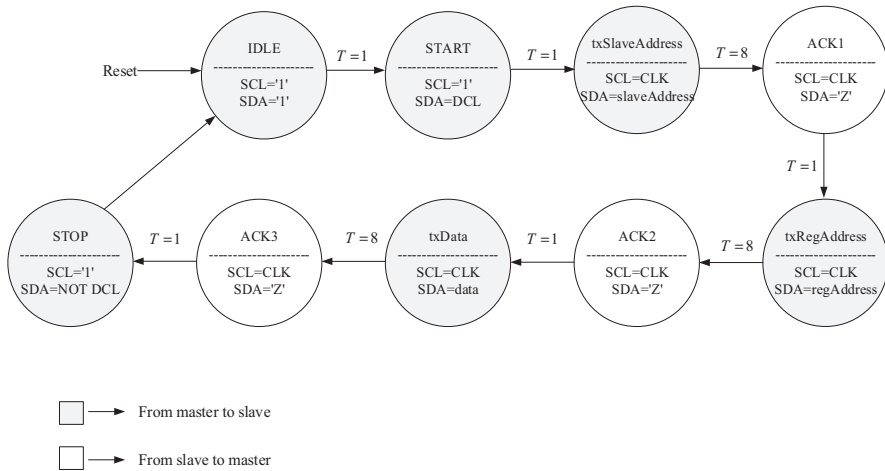 Reset
IDLE
SCL='1'
SDA='1'
T=1
START
SCL='1'
SDA=DCL
T=1
txSlaveAddress
SCL=CLK
SDA=slaveAddress
T=8
ACK1
SCL=CLK
SDA='Z'
T=1
txRegAddress
SCL=CLK
SDA=regAddress
T=8
ACK2
SCL=CLK
SDA='Z'
T=1
txData
SCL=CLK
SDA=data
T=8
ACK3
SCL=CLK
SDA='Z'
T=1
STOP
SCL='1'
SDA=NOT DCL
From master to slave
From slave to master